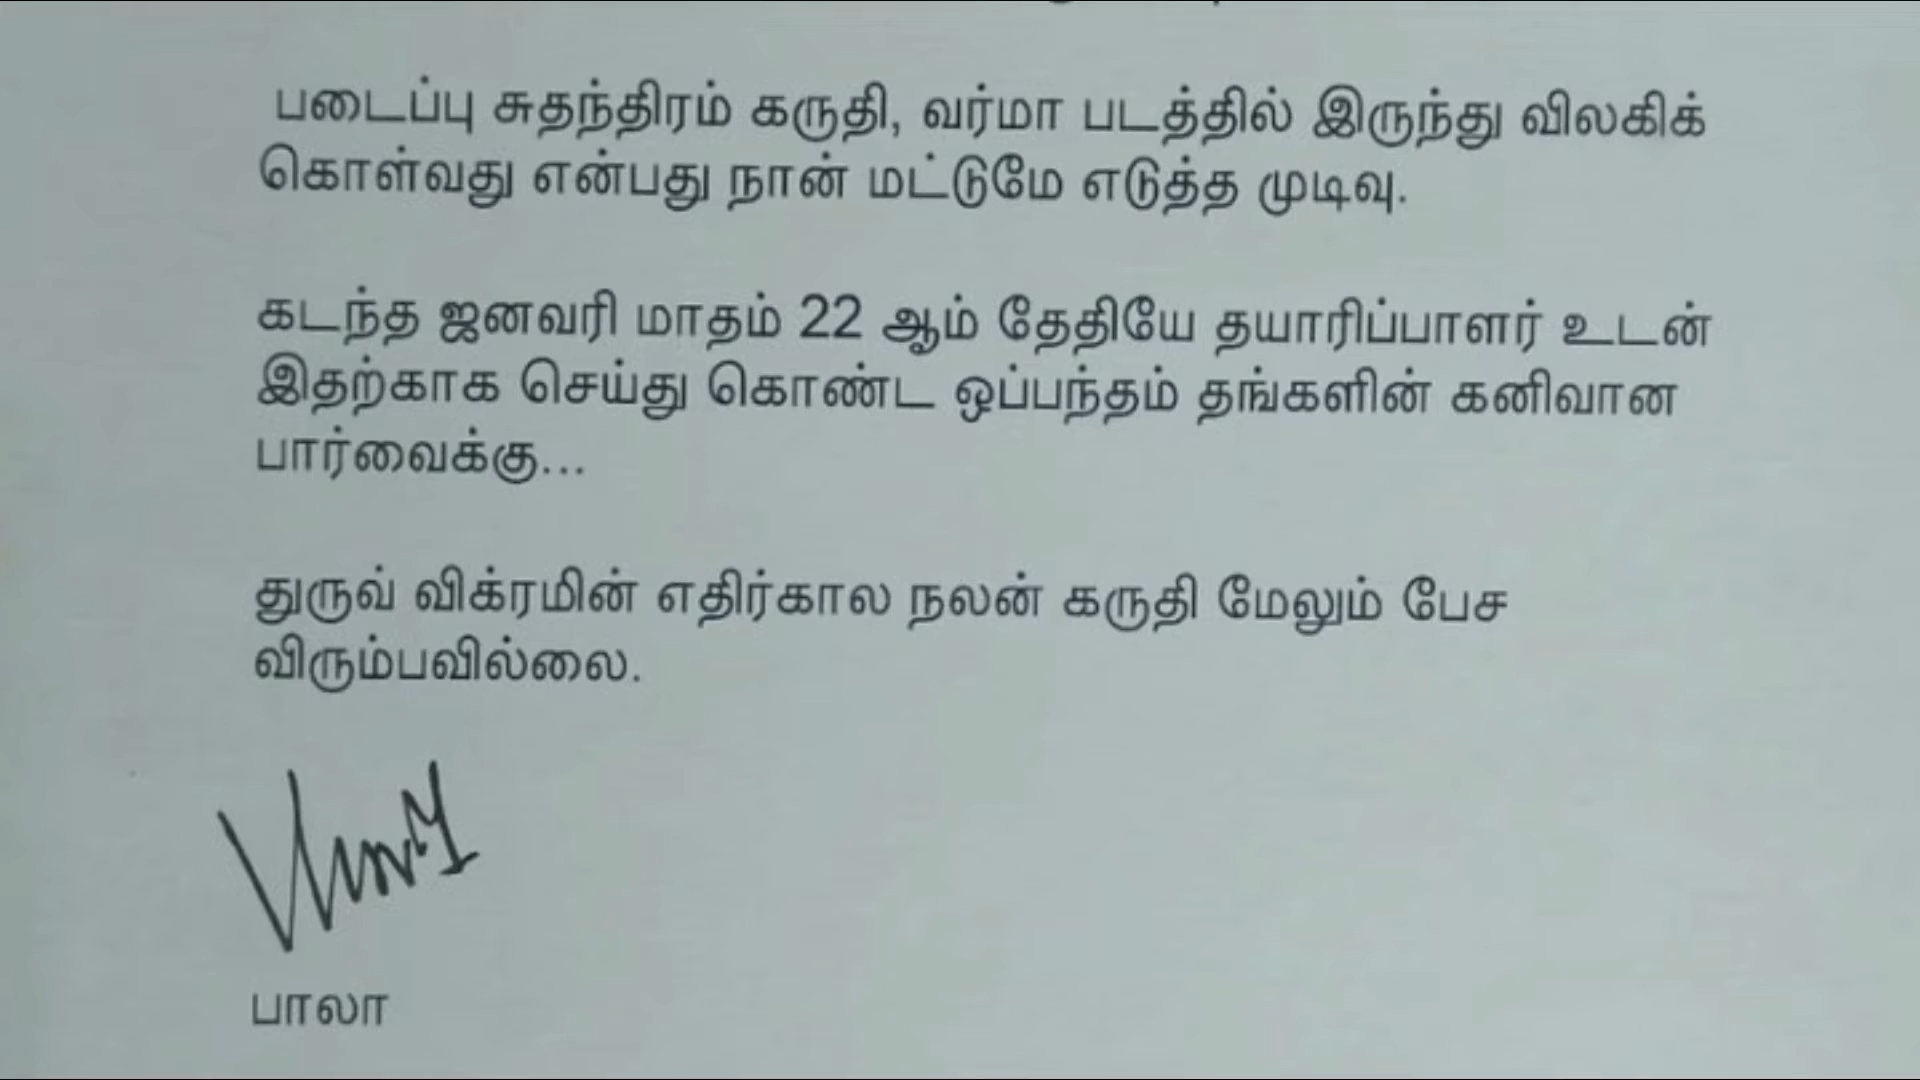 படைப்பு சுதந்திரம் கருதி, வர்மா படத்தில் இருந்து விலகிக்
கொள்வது என்பது நான் மட்டுமே எடுத்த முடிவு.
கடந்த ஜனவரி மாதம் 22 ஆம் தேதியே தயாரிப்பாளர் உடன்
இதற்காக செய்து கொண்ட ஒப்பந்தம் தங்களின் கனிவான
பார்வைக்கு...
துருவ் விக்ரமின் எதிர்கால நலன் கருதி மேலும் பேச
விரும்பவில்லை.
பாலா